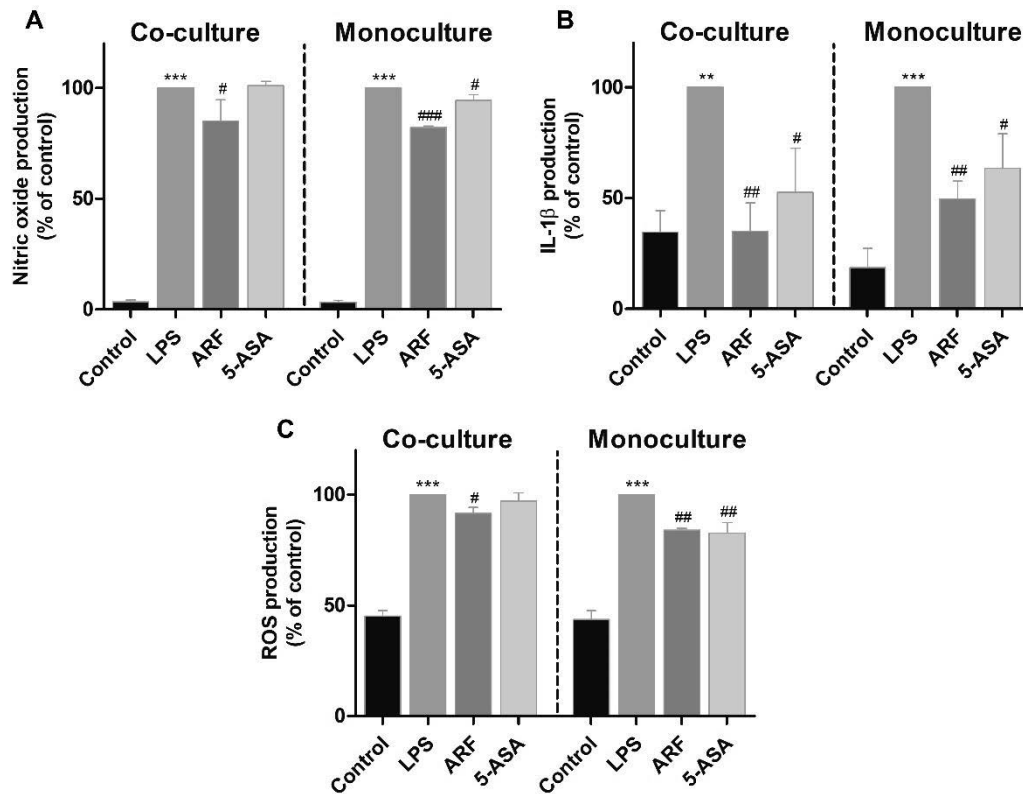 A
Co-culture
Monoculture
Nitric oxide production
(% of control)
100
50
0
***
#
***
###
#
Control
LPS
ARF
5-ASA
Control
LPS
ARF
5-ASA
B
Co-culture
Monoculture
IL-1β production
(% of control)
100
50
0
**
##
#
***
##
#
Control
LPS
ARF
5-ASA
Control
LPS
ARF
5-ASA
C
Co-culture
Monoculture
ROS production
(% of control)
100
50
0
***
#
***
##
##
Control
LPS
ARF
5-ASA
Control
LPS
ARF
5-ASA